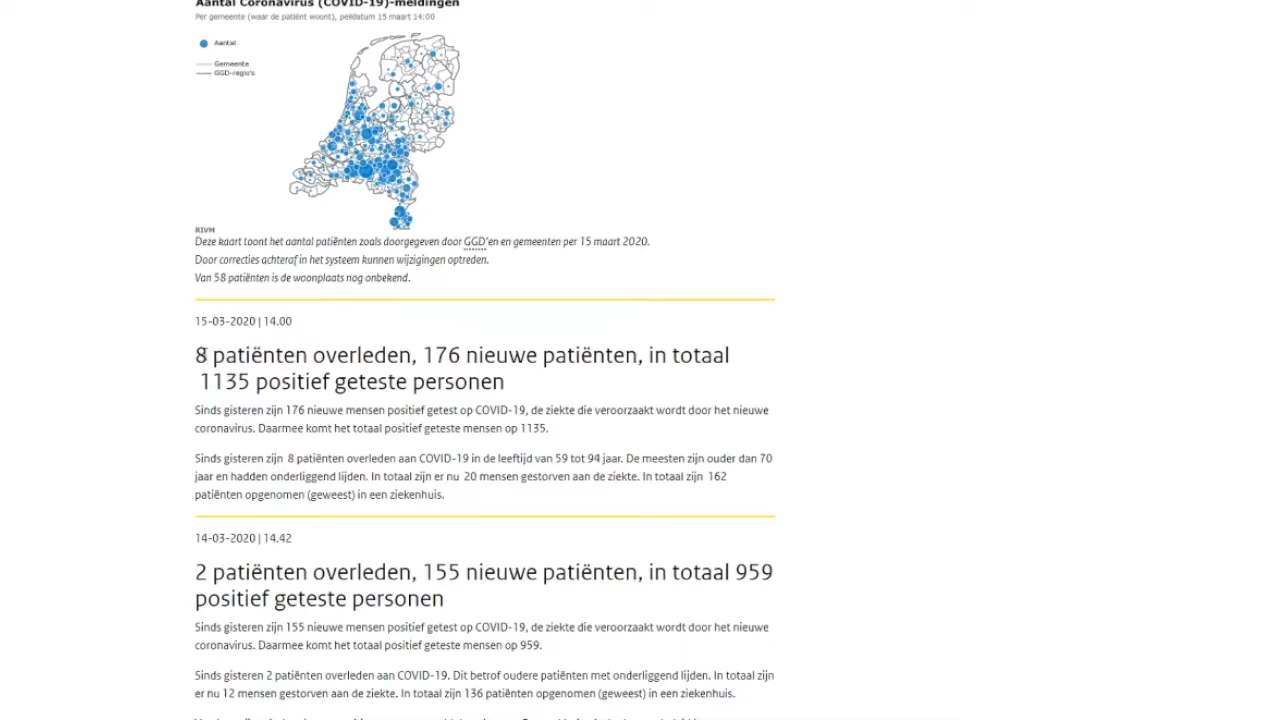 Aantal Coronavirus (COVID-19)-meldingen
Per gemeente (waar de patiënt woont), peildatum 15 maart 14:00
Aantal
Gemeente
GGD-regio's
RIVM
Deze kaart toont het aantal patiënten zoals doorgegeven door GGD'en en gemeenten per 15 maart 2020.
Door correcties achteraf in het systeem kunnen wijzigingen optreden.
Van 58 patiënten is de woonplaats nog onbekend.
15-03-2020 | 14.00
8 patiënten overleden, 176 nieuwe patiënten, in totaal
1135 positief geteste personen
Sinds gisteren zijn 176 nieuwe mensen positief getest op COVID-19, de ziekte die veroorzaakt wordt door het nieuwe
coronavirus. Daarmee komt het totaal positief geteste mensen op 1135.
Sinds gisteren zijn 8 patiënten overleden aan COVID-19 in de leeftijd van 59 tot 94 jaar. De meesten zijn ouder dan 70
jaar en hadden onderliggend lijden. In totaal zijn er nu 20 mensen gestorven aan de ziekte. In totaal zijn 162
patiënten opgenomen (geweest) in een ziekenhuis.
14-03-2020 | 14.42
2 patiënten overleden, 155 nieuwe patiënten, in totaal 959
positief geteste personen
Sinds gisteren zijn 155 nieuwe mensen positief getest op COVID-19, de ziekte die veroorzaakt wordt door het nieuwe
coronavirus. Daarmee komt het totaal positief geteste mensen op 959.
Sinds gisteren 2 patiënten overleden aan COVID-19. Dit betrof oudere patiënten met onderliggend lijden. In totaal zijn
er nu 12 mensen gestorven aan de ziekte. In totaal zijn 136 patiënten opgenomen (geweest) in een ziekenhuis.